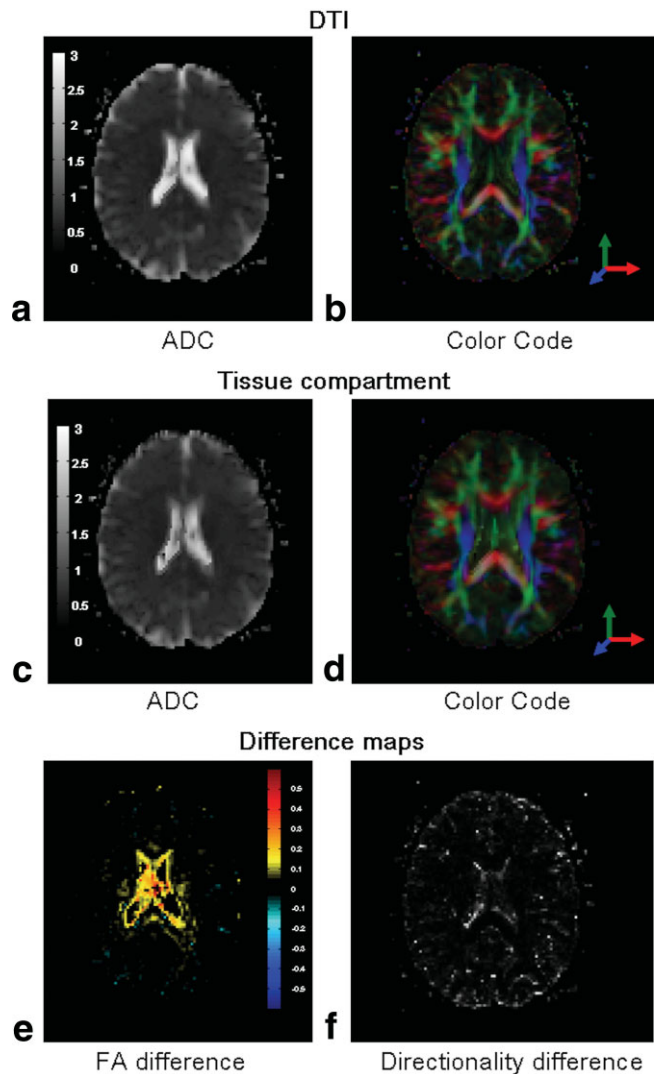 DTI
3
2.5
2
1.5
1
0.5
0
a
b
ADC
Color Code
Tissue compartment
3
2.5
2
1.5
1
0.5
0
c
d
ADC
Color Code
Difference maps
0.5
0.4
0.3
0.2
0.1
0
-0.1
-0.2
-0.3
-0.4
-0.5
e
f
FA difference
Directionality difference